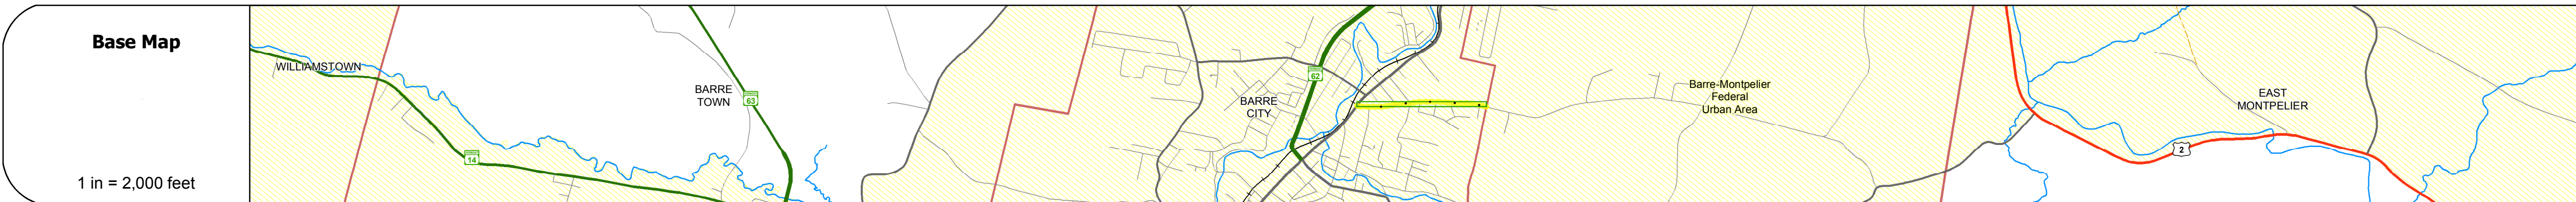 Base Map
1 in = 2,000 feet
WILLIAMSTOWN
14
BARRE
TOWN
63
BARRE
CITY
62
Barre-Montpelier
Federal
Urban Area
2
EAST
MONTPELIER